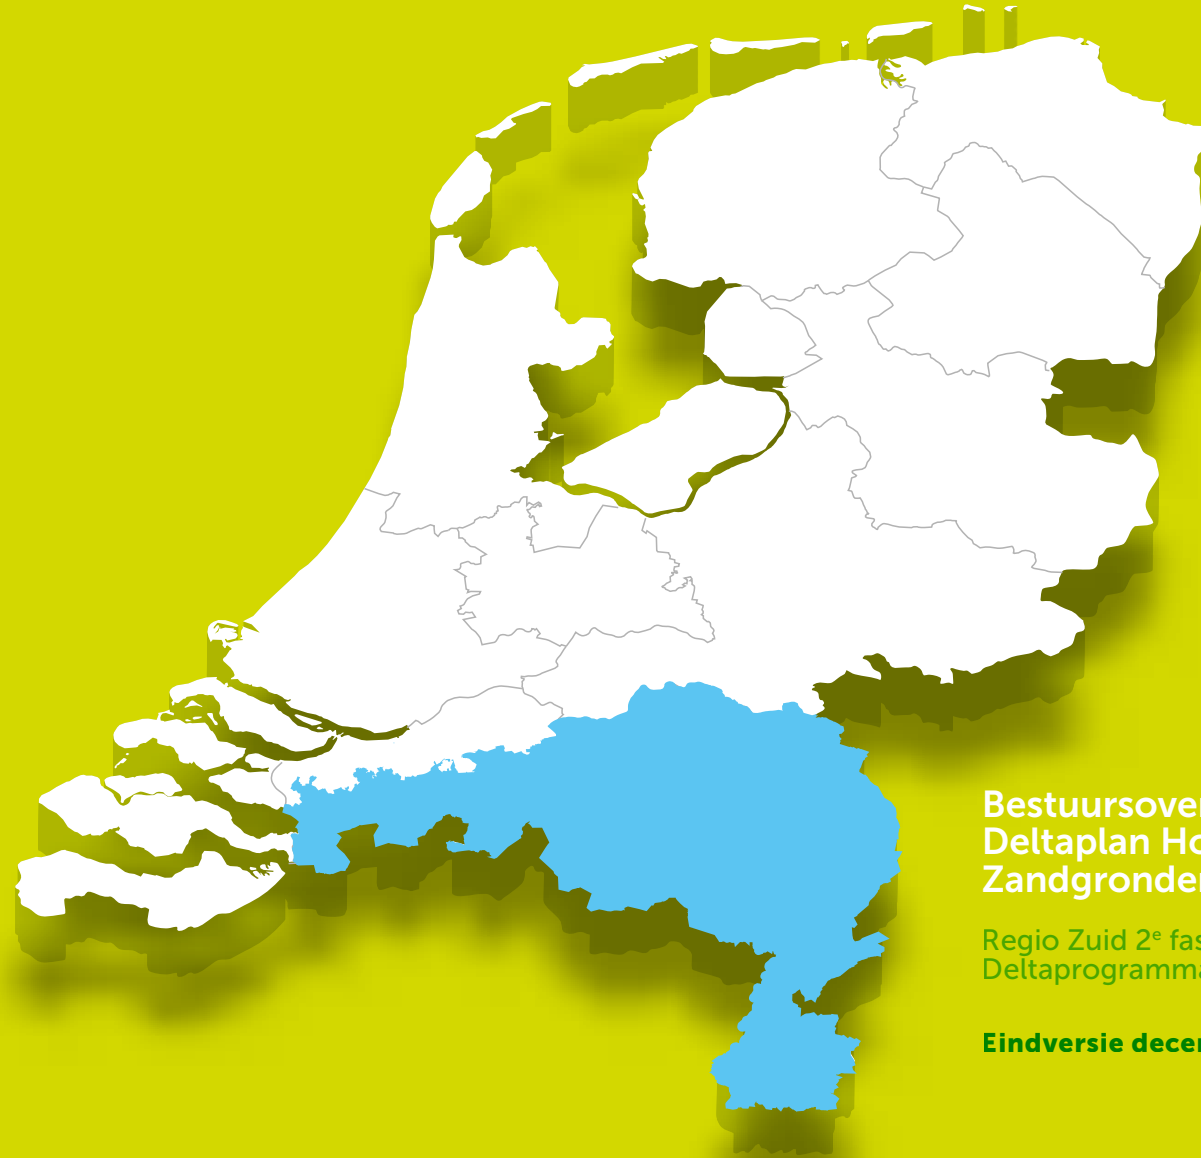 Bestuursover
Deltaplan Ho
Zandgronden
Regio Zuid 2e fas
Deltaprogramma
Eindversie decem